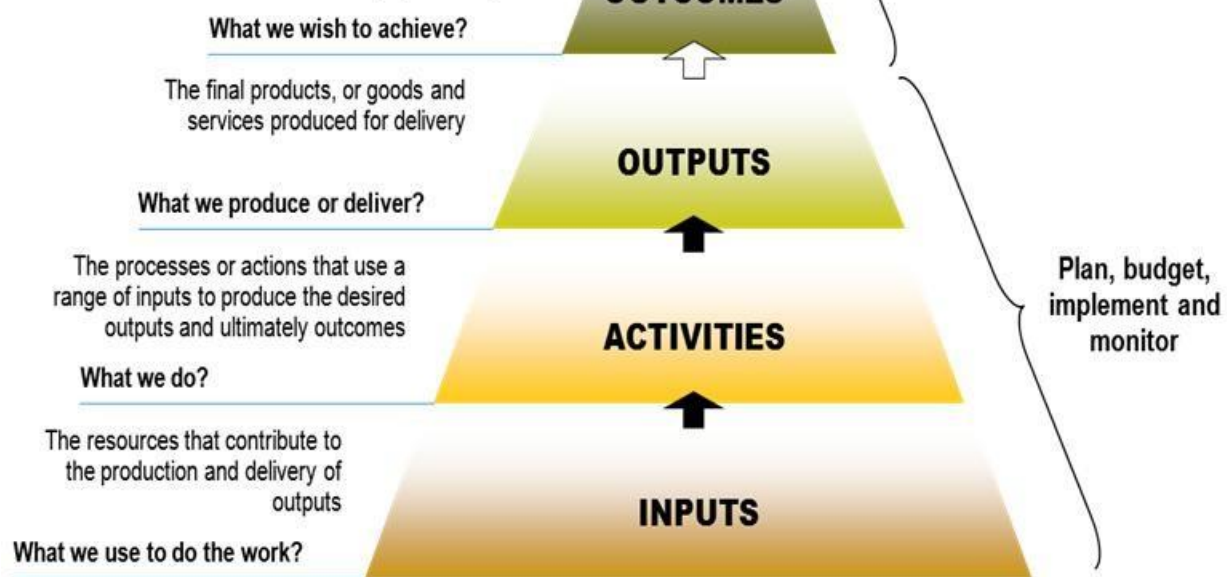 OUTCOMES
What we wish to achieve?
The final products, or goods and
services produced for delivery
OUTPUTS
What we produce or deliver?
The processes or actions that use a
range of inputs to produce the desired
outputs and ultimately outcomes
ACTIVITIES
What we do?
The resources that contribute to
the production and delivery of
outputs
INPUTS
What we use to do the work?
Plan, budget,
implement and
monitor